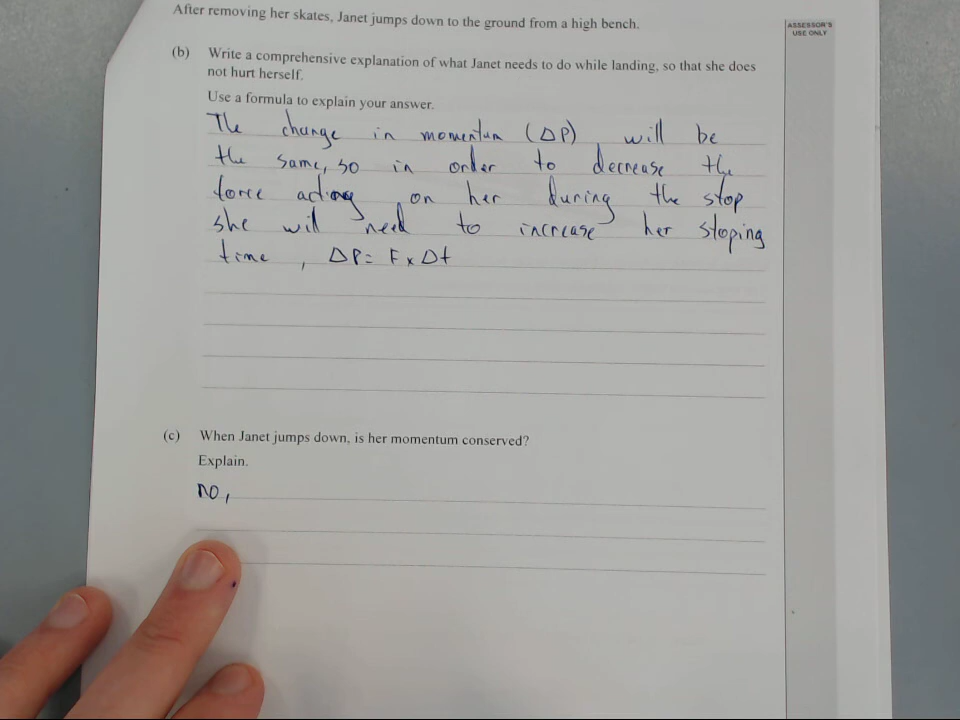 After removing her skates, Janet jumps down to the ground from a high bench.
ASSESSOR'S
USE ONLY
(b) Write a comprehensive explanation of what Janet needs to do while landing, so that she does
not hurt herself.
Use a formula to explain your answer.
The change in momentum (ΔP) will be
the same, so in order to decrease the
force acting on her during the stop
she will need to increase her stoping
time, ΔP = F x Δt
(c) When Janet jumps down, is her momentum conserved?
Explain.
no,